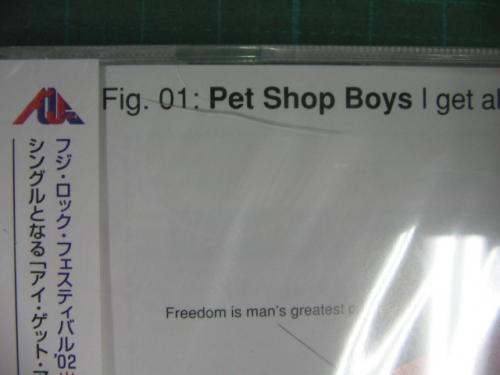 Fig. 01: Pet Shop Boys I get
Freedom is man's greatest
フジ・ロック・フェスティバル'02
シングルとなる「アイ・ゲット・